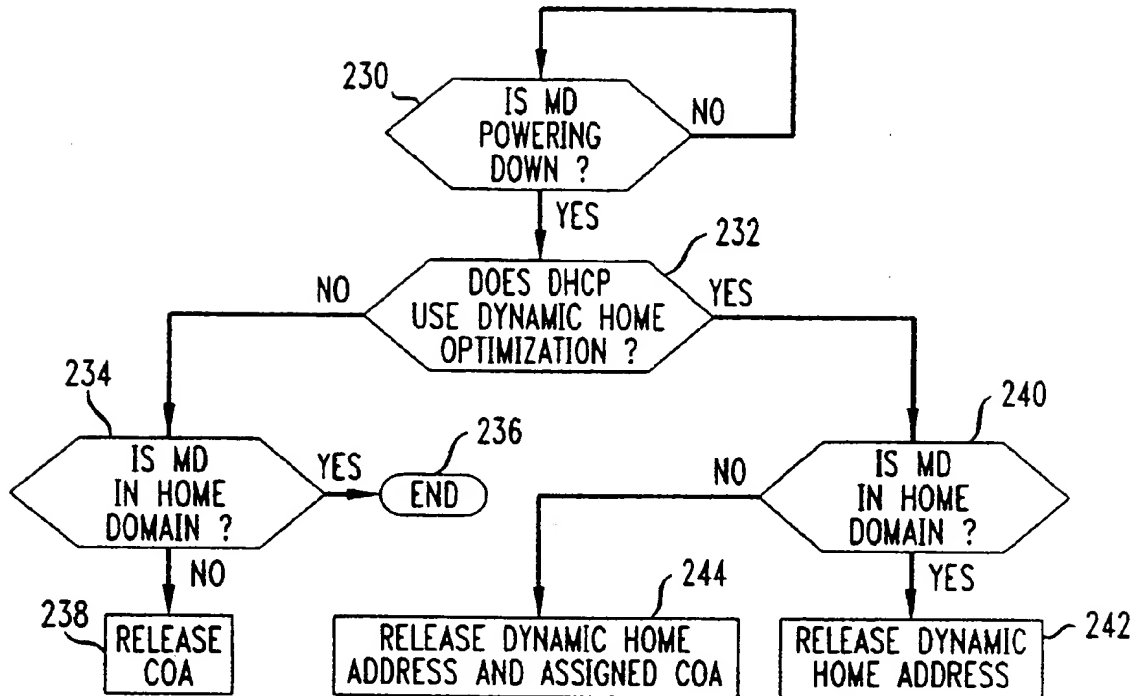 230
IS MD
POWERING
DOWN ?
NO
YES
232
DOES DHCP
USE DYNAMIC HOME
OPTIMIZATION ?
NO
YES
234
IS MD
IN HOME
DOMAIN ?
YES
236
END
NO
238
RELEASE
COA
240
IS MD
IN HOME
DOMAIN ?
NO
YES
244
RELEASE DYNAMIC HOME
ADDRESS AND ASSIGNED COA
242
RELEASE DYNAMIC
HOME ADDRESS